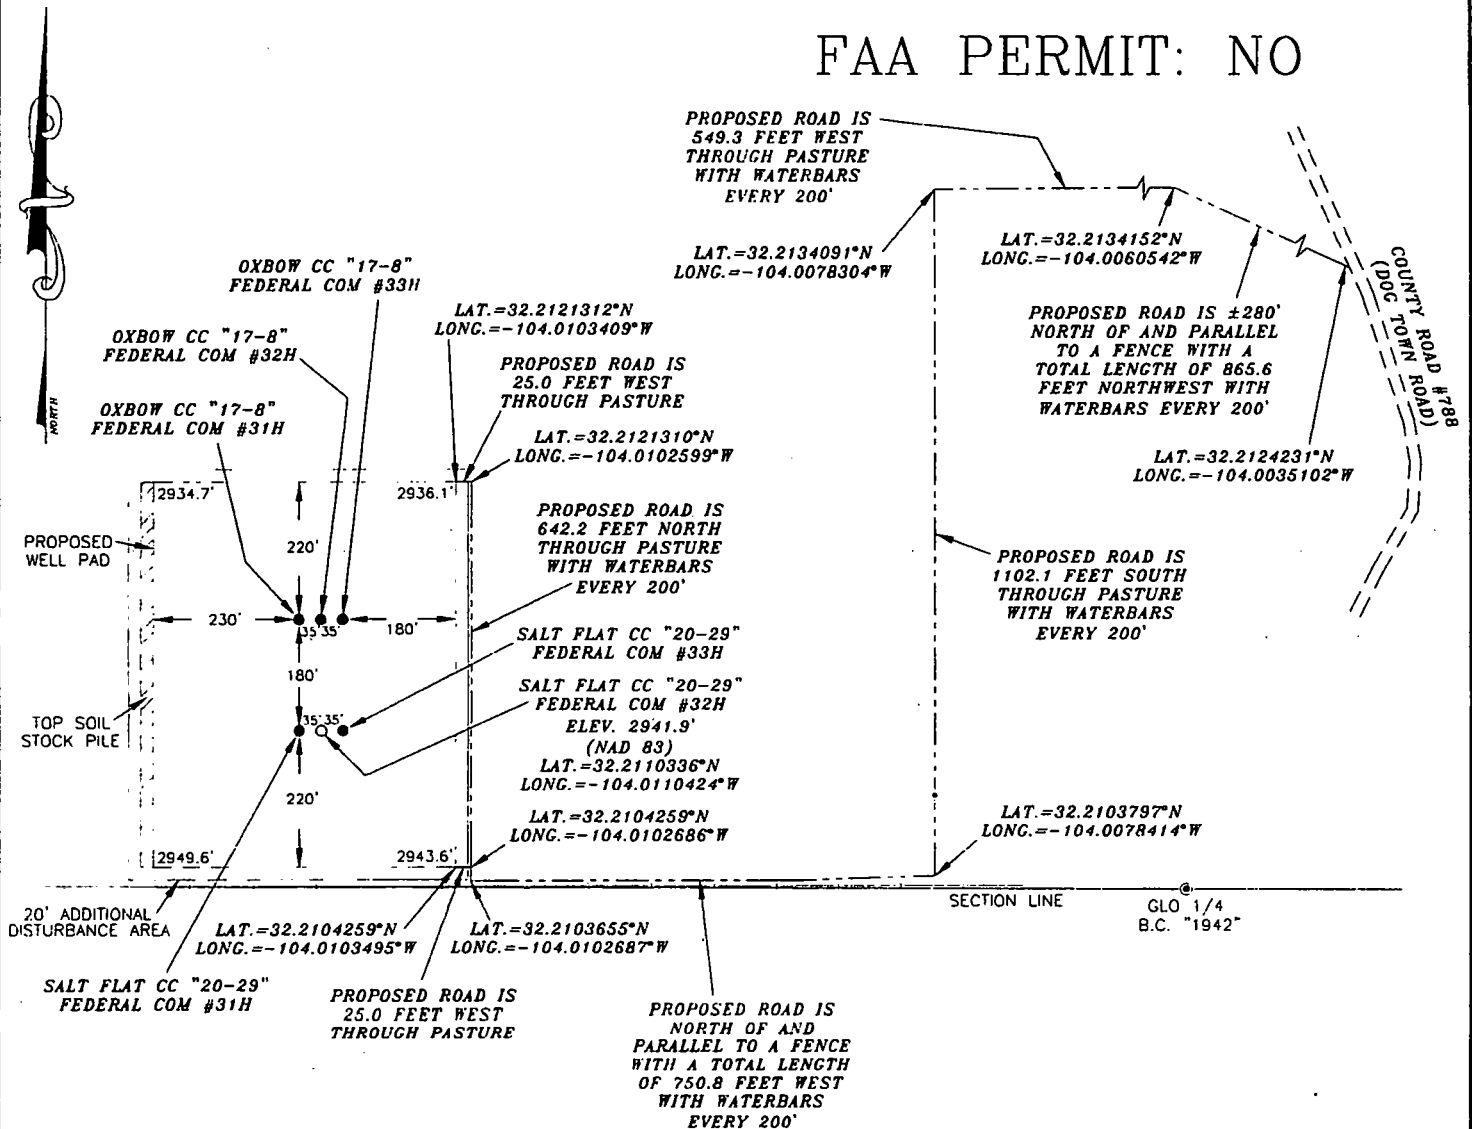 FAA PERMIT: NO
PROPOSED ROAD IS
549.3 FEET WEST
THROUGH PASTURE
WITH WATERBARS
EVERY 200'
LAT.=32.2134091°N
LONG.=-104.0078304°W
LAT.=32.2134152°N
LONG.=-104.0060542°W
COUNTY ROAD #788
(DOG TOWN ROAD)
PROPOSED ROAD IS ±280'
NORTH OF AND PARALLEL
TO A FENCE WITH A
TOTAL LENGTH OF 865.6
FEET NORTHWEST WITH
WATERBARS EVERY 200'
LAT.=32.2124231°N
LONG.=-104.0035102°W
NORTH
OXBOW CC "17-8"
FEDERAL COM #33H
OXBOW CC "17-8"
FEDERAL COM #32H
OXBOW CC "17-8"
FEDERAL COM #31H
LAT.=32.2121312°N
LONG.=-104.0103409°W
PROPOSED ROAD IS
25.0 FEET WEST
THROUGH PASTURE
LAT.=32.2121310°N
LONG.=-104.0102599°W
2934.7'
2936.1'
PROPOSED ROAD IS
642.2 FEET NORTH
THROUGH PASTURE
WITH WATERBARS
EVERY 200'
PROPOSED
WELL PAD
220'
230'
35'
35'
180'
180'
PROPOSED ROAD IS
1102.1 FEET SOUTH
THROUGH PASTURE
WITH WATERBARS
EVERY 200'
SALT FLAT CC "20-29"
FEDERAL COM #33H
SALT FLAT CC "20-29"
FEDERAL COM #32H
ELEV. 2941.9'
(NAD 83)
LAT.=32.2110336°N
LONG.=-104.0110424°W
TOP SOIL
STOCK PILE
35'
35'
220'
LAT.=32.2104259°N
LONG.=-104.0102686°W
LAT.=32.2103797°N
LONG.=-104.0078414°W
2949.6'
2943.6'
20' ADDITIONAL
DISTURBANCE AREA
SECTION LINE
GLO 1/4
B.C. "1942"
LAT.=32.2104259°N
LONG.=-104.0103495°W
LAT.=32.2103655°N
LONG.=-104.0102687°W
SALT FLAT CC "20-29"
FEDERAL COM #31H
PROPOSED ROAD IS
25.0 FEET WEST
THROUGH PASTURE
PROPOSED ROAD IS
NORTH OF AND
PARALLEL TO A FENCE
WITH A TOTAL LENGTH
OF 750.8 FEET WEST
WITH WATERBARS
EVERY 200'